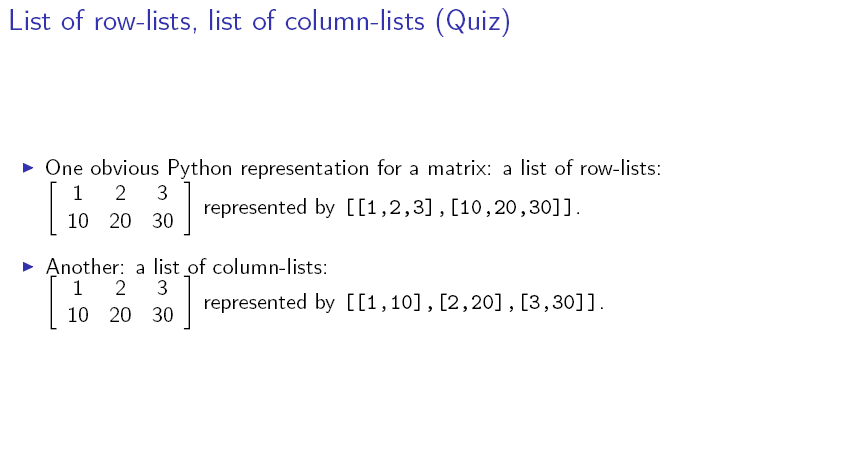 List of row-lists, list of column-lists (Quiz)
▶ One obvious Python representation for a matrix: a list of row-lists:
[ 1 2 3
10 20 30 ] represented by [[1,2,3],[10,20,30]].
▶ Another: a list of column-lists:
[ 1 2 3
10 20 30 ] represented by [[1,10],[2,20],[3,30]].